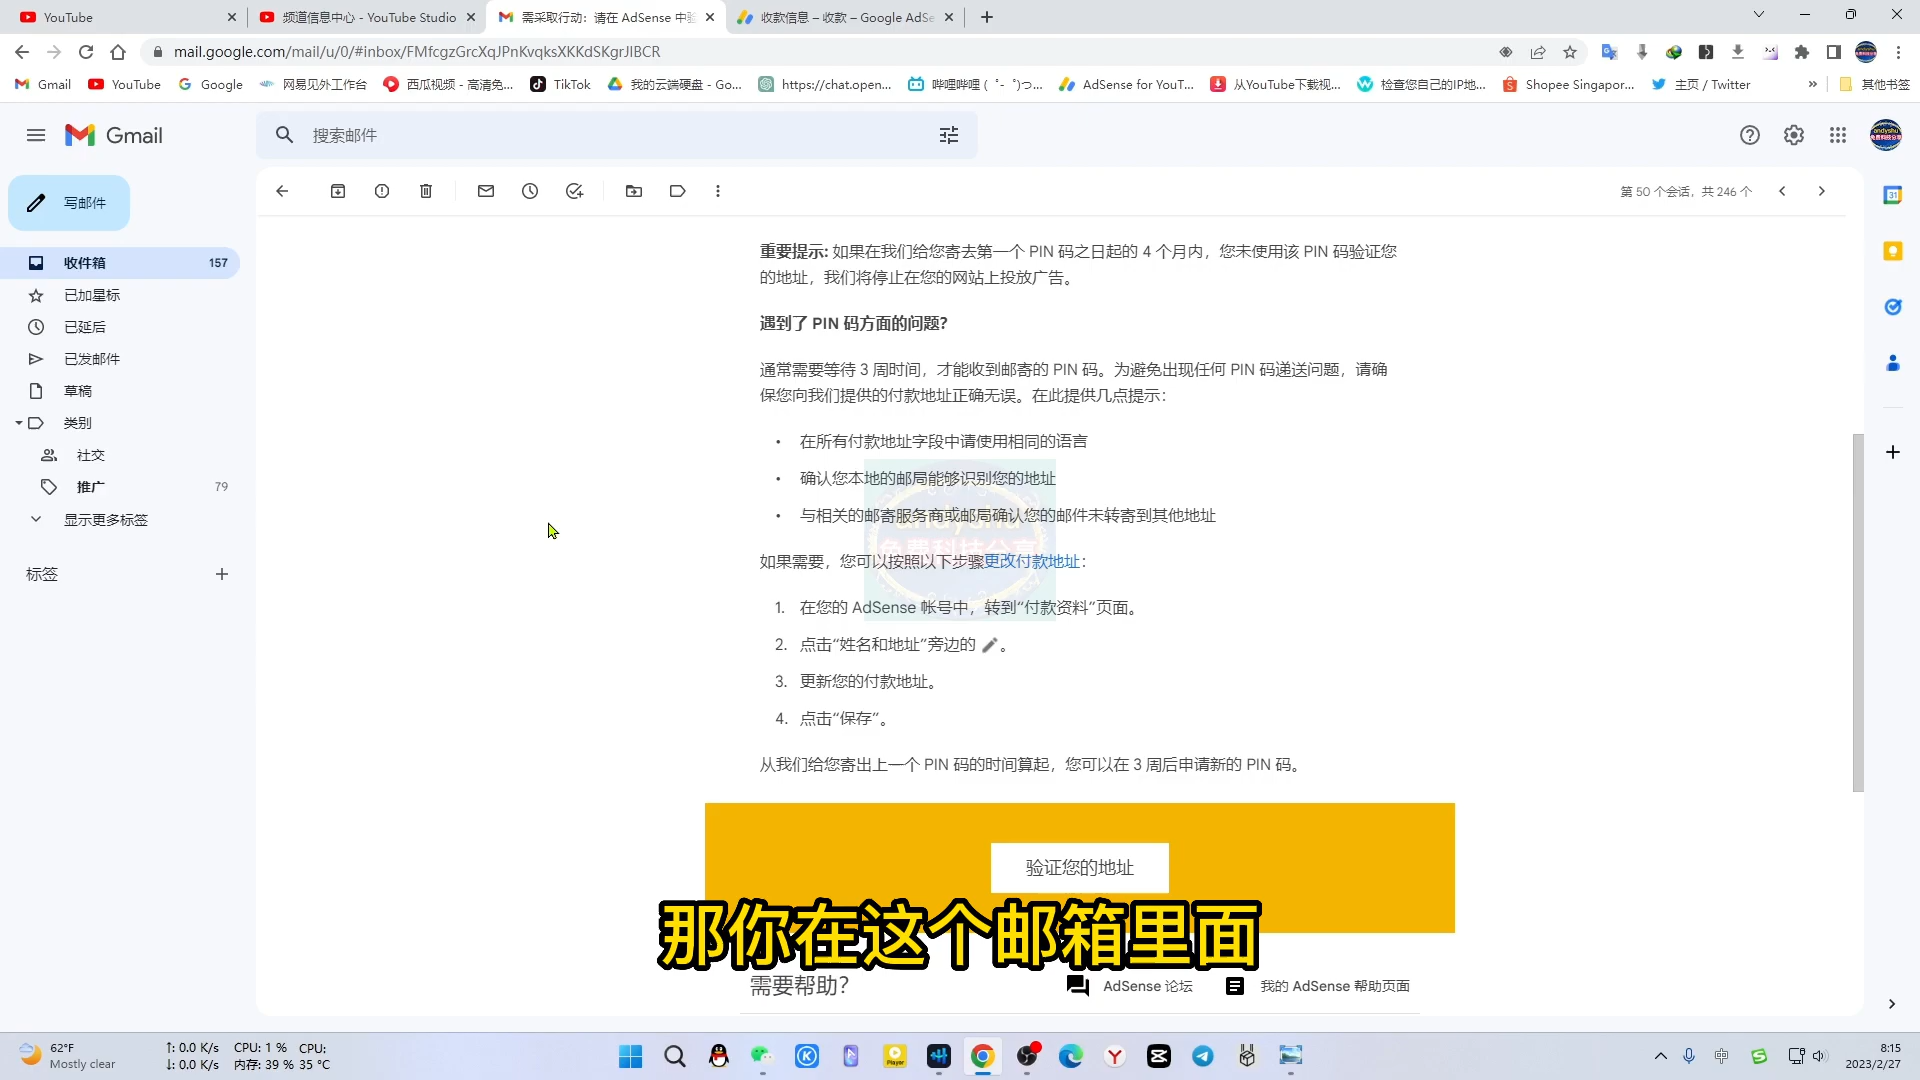 YouTube
频道信息中心 - YouTube Studio
需采取行动：请在 AdSense 中验
收款信息 – 收款 – Google AdSe
mail.google.com/mail/u/0/#inbox/FMfcgzGrcXqJPnKvqksXKKdSKgrJIBCR
Gmail
YouTube
Google
网易见外工作台
西瓜视频 - 高清免...
TikTok
我的云端硬盘 - Go...
https://chat.open...
哔哩哔哩 (゜-゜)つ...
AdSense for YouT...
从YouTube下载视...
检查您自己的IP地...
Shopee Singapor...
主页 / Twitter
»
其他书签
Gmail
搜索邮件
写邮件
第 50 个会话，共 246 个
收件箱 157
已加星标
已延后
已发邮件
草稿
类别
社交
推广 79
显示更多标签
标签
重要提示: 如果在我们给您寄去第一个 PIN 码之日起的 4 个月内，您未使用该 PIN 码验证您
的地址，我们将停止在您的网站上投放广告。
遇到了 PIN 码方面的问题?
通常需要等待 3 周时间，才能收到邮寄的 PIN 码。为避免出现任何 PIN 码递送问题，请确
保您向我们提供的付款地址正确无误。在此提供几点提示：
• 在所有付款地址字段中请使用相同的语言
• 确认您本地的邮局能够识别您的地址
• 与相关的邮寄服务商或邮局确认您的邮件未转寄到其他地址
andyshu
免费科技分享
如果需要，您可以按照以下步骤更改付款地址：
1. 在您的 AdSense 帐号中，转到“付款资料”页面。
2. 点击“姓名和地址”旁边的 。
3. 更新您的付款地址。
4. 点击“保存”。
从我们给您寄出上一个 PIN 码的时间算起，您可以在 3 周后申请新的 PIN 码。
验证您的地址
那你在这个邮箱里面
需要帮助?
AdSense 论坛
我的 AdSense 帮助页面
62°F
Mostly clear
↑: 0.0 K/s
↓: 0.0 K/s
CPU: 1 % CPU:
内存: 39 % 35 °C
中
8:15
2023/2/27